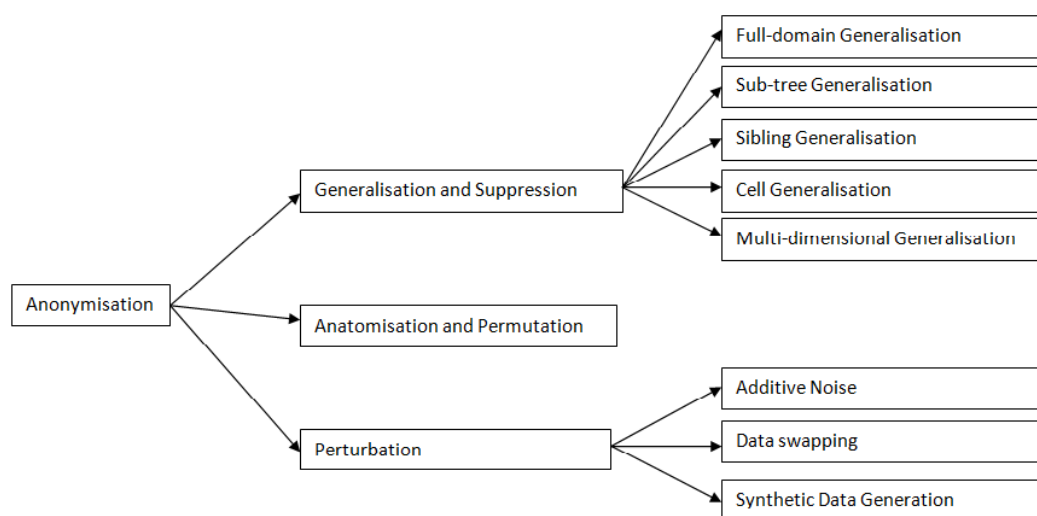 Full-domain Generalisation
Sub-tree Generalisation
Sibling Generalisation
Generalisation and Suppression
Cell Generalisation
Multi-dimensional Generalisation
Anonymisation
Anatomisation and Permutation
Additive Noise
Data swapping
Perturbation
Synthetic Data Generation